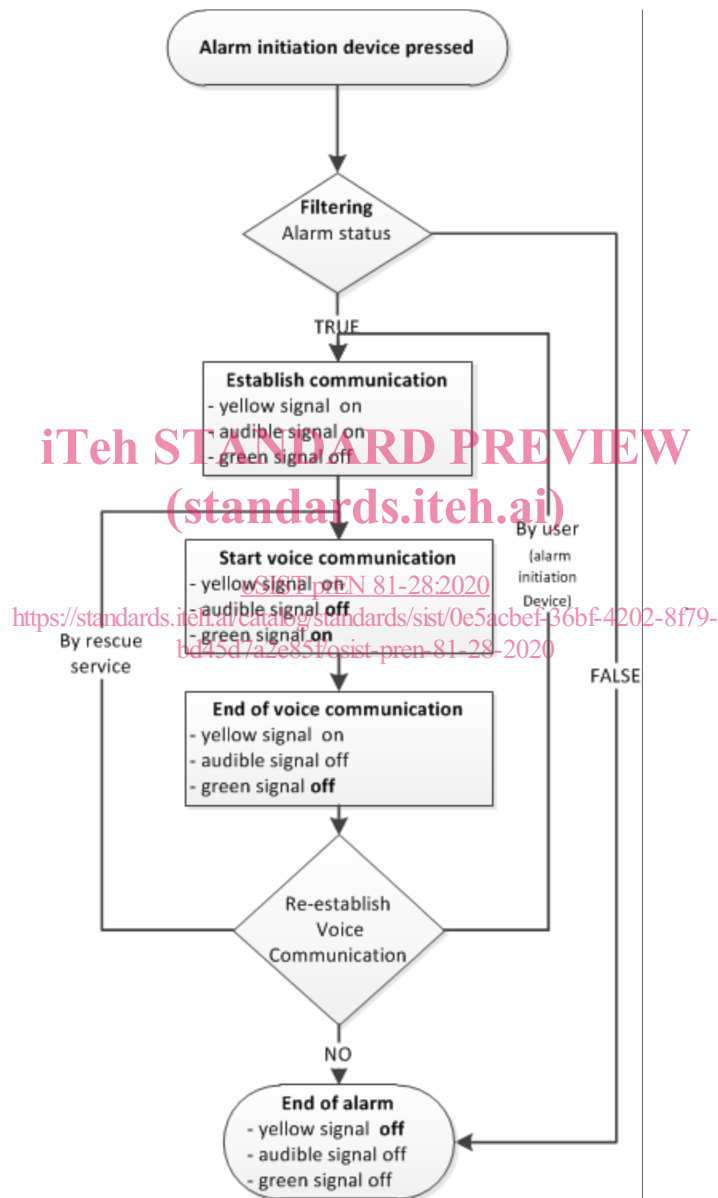 Alarm initiation device pressed
Filtering
Alarm status
TRUE
Establish communication
- yellow signal on
- audible signal on
- green signal off
iTeh STANDARD PREVIEW
(standards.iteh.ai)
By user
(alarm
initiation
Device)
Start voice communication
- yellow signal on
- audible signal off
- green signal on
oSIST prEN 81-28:2020
https://standards.iteh.ai/catalog/standards/sist/0e5acbef-36bf-4202-8f79-
bd45d7a2e85f/osist-pren-81-28-2020
By rescue
service
FALSE
End of voice communication
- yellow signal on
- audible signal off
- green signal off
Re-establish
Voice
Communication
NO
End of alarm
- yellow signal off
- audible signal off
- green signal off